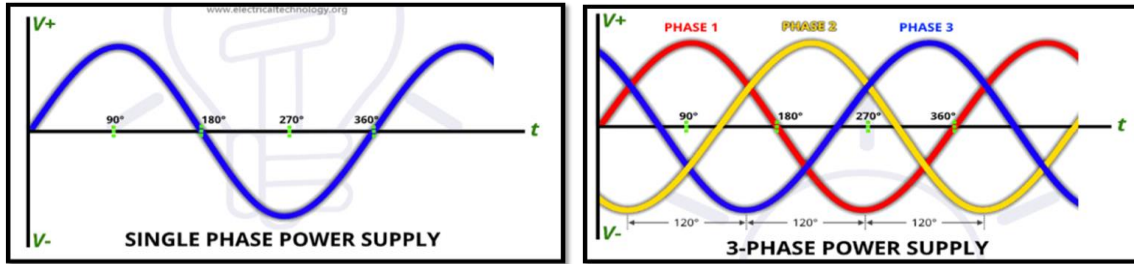 www.electricaltechnology.org
V+
90° 180° 270° 360°
t
V-
SINGLE PHASE POWER SUPPLY
V+
PHASE 1 PHASE 2 PHASE 3
90° 180° 270° 360°
t
120° 120° 120°
V-
3-PHASE POWER SUPPLY